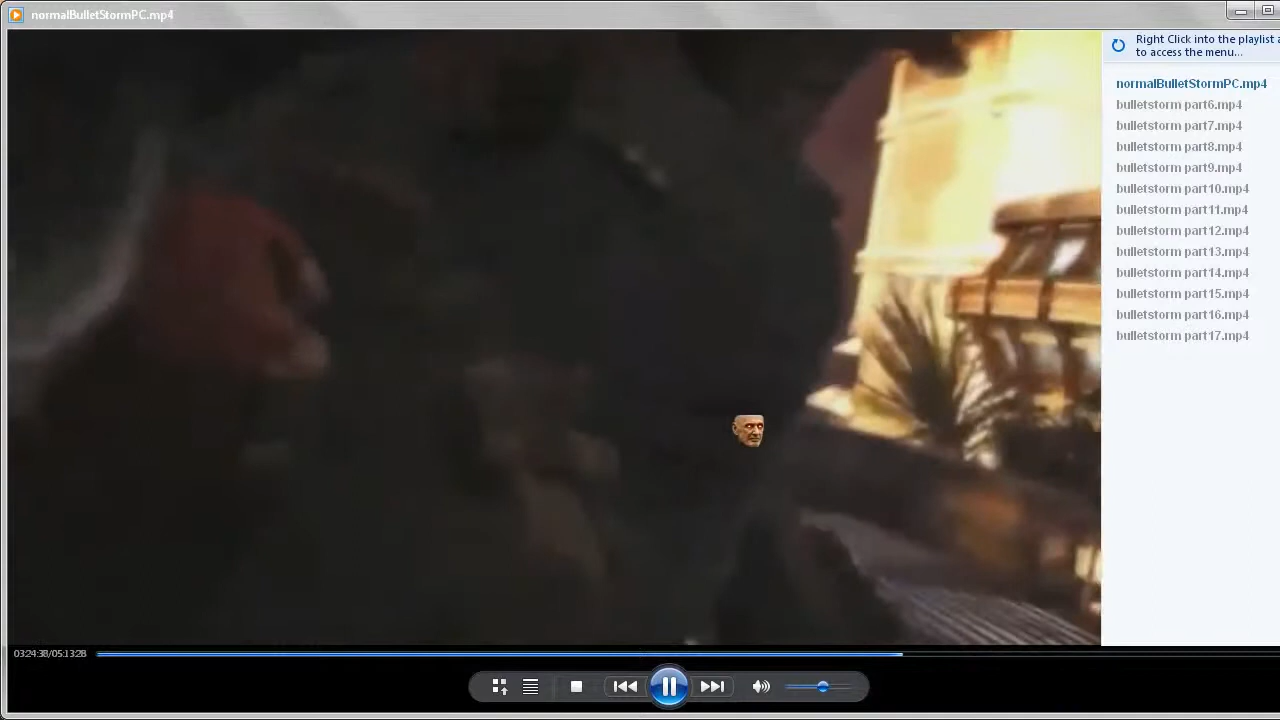 normalBulletStormPC.mp4
Right Click into the playlist a
to access the menu...
normalBulletStormPC.mp4
bulletstorm part6.mp4
bulletstorm part7.mp4
bulletstorm part8.mp4
bulletstorm part9.mp4
bulletstorm part10.mp4
bulletstorm part11.mp4
bulletstorm part12.mp4
bulletstorm part13.mp4
bulletstorm part14.mp4
bulletstorm part15.mp4
bulletstorm part16.mp4
bulletstorm part17.mp4
03:24:38/05:13:28